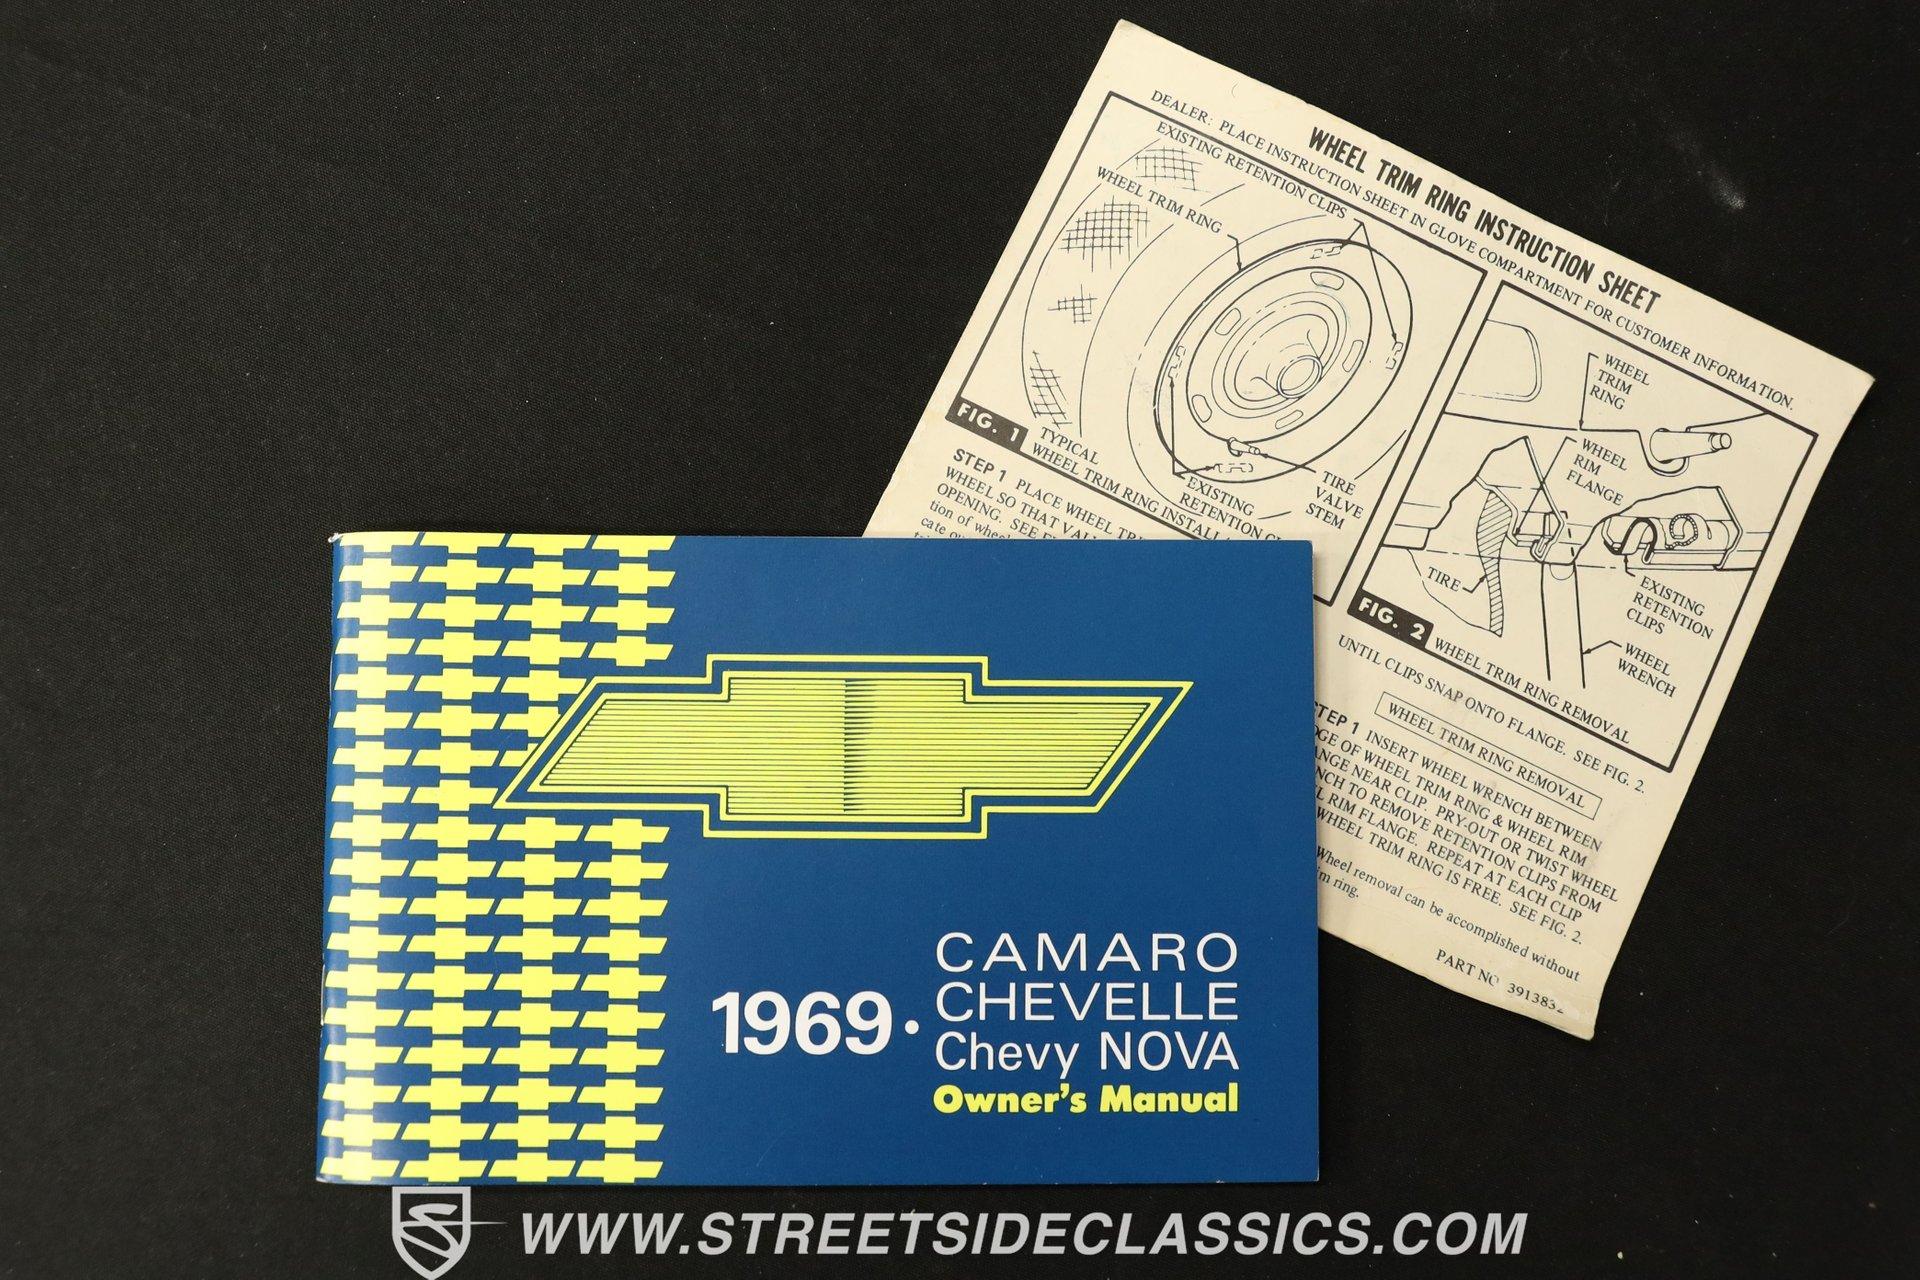 WHEEL TRIM RING INSTRUCTION SHEET
DEALER: PLACE INSTRUCTION SHEET IN GLOVE COMPARTMENT FOR CUSTOMER INFORMATION.
EXISTING RETENTION CLIPS
WHEEL TRIM RING
EXISTING
RETENTION
TIRE
VALVE
STEM
FIG. 1
TYPICAL
WHEEL TRIM RING
STEP 1 PLACE WHEEL
WHEEL SO THAT
OPENING. SEE
tion of
cate
WHEEL
TRIM
RING
WHEEL
RIM
FLANGE
TIRE
EXISTING
RETENTION
CLIPS
WHEEL
WRENCH
FIG. 2 WHEEL TRIM RING REMOVAL
UNTIL CLIPS SNAP ONTO FLANGE. SEE FIG. 2.
WHEEL TRIM RING REMOVAL
1 INSERT WHEEL WRENCH BETWEEN
OF WHEEL TRIM RING & WHEEL RIM
NEAR CLIP. PRY-OUT OR TWIST WHEEL
TO REMOVE RETENTION CLIPS FROM
RIM FLANGE. REPEAT AT EACH CLIP
WHEEL TRIM RING IS FREE. SEE FIG. 2.
Wheel removal can be accomplished without
ring.
PART NO
1969 •
CAMARO
CHEVELLE
Chevy NOVA
Owner's Manual
WWW.STREETSIDECLASSICS.COM